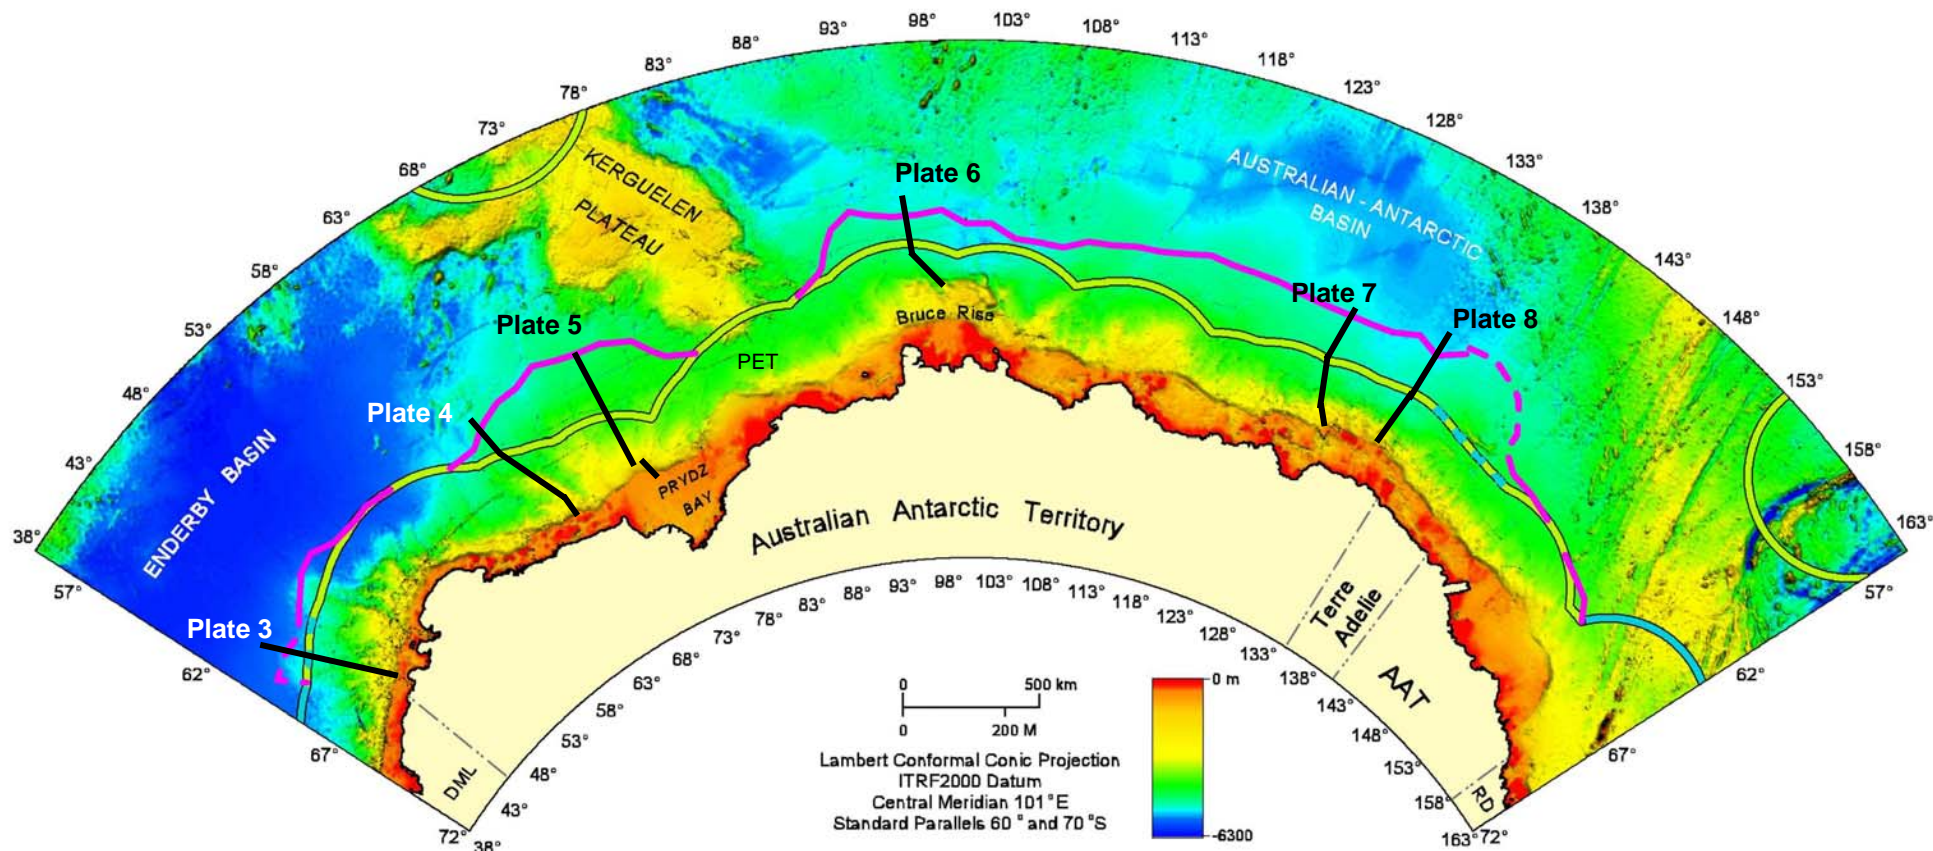 38°
43°
48°
53°
58°
63°
68°
73°
78°
83°
88°
93°
98°
103°
108°
113°
118°
123°
128°
133°
138°
143°
148°
153°
158°
163°
57°
62°
67°
72°
38°
57°
62°
67°
72°
163°
KERGUELEN
PLATEAU
Plate 6
AUSTRALIAN - ANTARCTIC
BASIN
Bruce Rise
Plate 7
Plate 8
Plate 5
PET
Plate 4
ENDERBY BASIN
PRYDZ
BAY
Plate 3
Australian Antarctic Territory
Terre
Adelie
AAT
RD
DML
43°
48°
53°
58°
63°
68°
73°
78°
83°
88°
93°
98°
103°
108°
113°
118°
123°
128°
133°
138°
143°
148°
153°
158°
0 500 km
0 200 M
Lambert Conformal Conic Projection
ITRF2000 Datum
Central Meridian 101°E
Standard Parallels 60° and 70°S
0 m
-6300